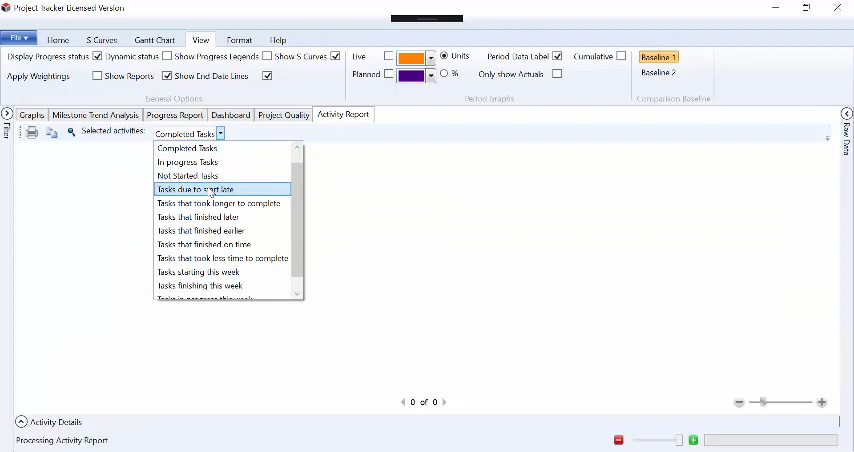 Project Tracker Licensed Version
File Home S Curves Gantt Chart View Format Help
Display Progress status Dynamic status Show Progress Legends Show S Curves Live Units Period Data Label Cumulative Baseline 1
Apply Weightings Show Reports Show End Date Lines Planned % Only show Actuals Baseline 2
General Options Period Graphs Comparison Baseline
Graphs Milestone Trend Analysis Progress Report Dashboard Project Quality Activity Report
Filter
Raw Data
Selected activities: Completed Tasks
Completed Tasks
In progress Tasks
Not Started Tasks
Tasks due to start late
Tasks that took longer to complete
Tasks that finished later
Tasks that finished earlier
Tasks that finished on time
Tasks that took less time to complete
Tasks starting this week
Tasks finishing this week
Tasks in progress this week
0 of 0
Activity Details
Processing Activity Report